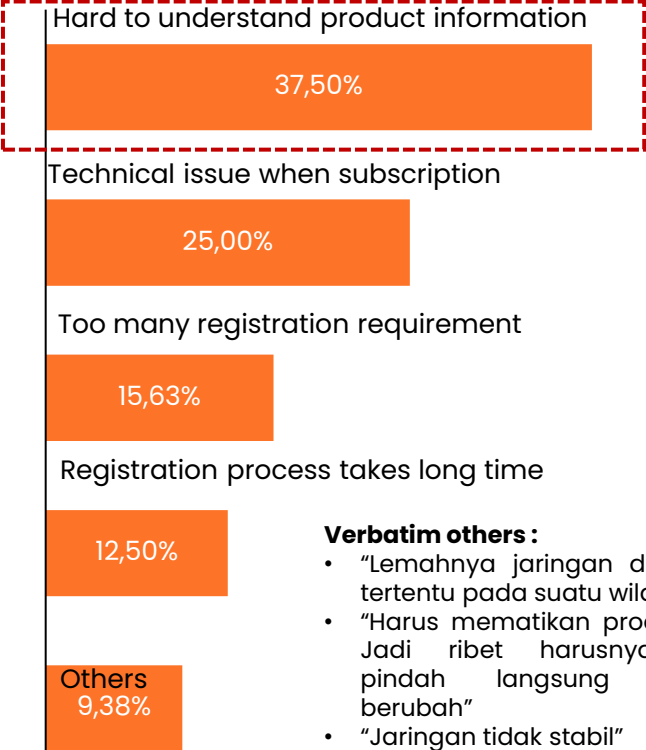 Hard to understand product information
37,50%
Technical issue when subscription
25,00%
Too many registration requirement
15,63%
Registration process takes long time
12,50%
Others
9,38%
Verbatim others :
• “Lemahnya jaringan
tertentu pada suatu
• “Harus mematikan
Jadi ribet
pindah langsung
berubah”
• “Jaringan tidak stabil”